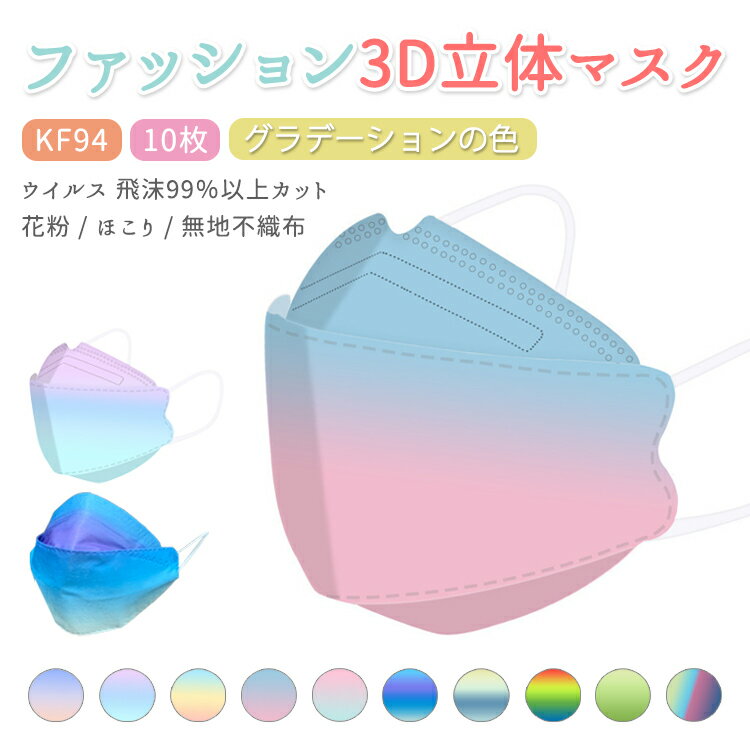 ファッション3D立体マスク
KF94 10枚 グラデーションの色
ウイルス 飛沫99%以上カット
花粉 / ほこり / 無地不織布